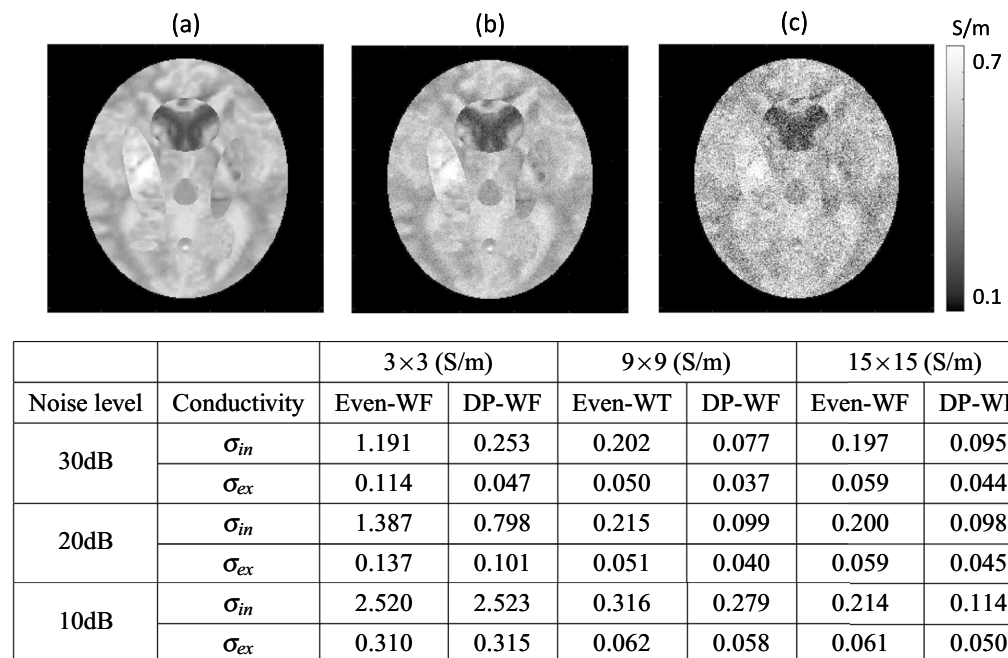 (a) (b) (c) S/m
0.7
0.1
3×3 (S/m) 9×9 (S/m) 15×15 (S/m)
Noise level Conductivity Even-WF DP-WF Even-WT DP-WF Even-WF DP-WF
30dB
σin 1.191 0.253 0.202 0.077 0.197 0.095
σex 0.114 0.047 0.050 0.037 0.059 0.044
20dB
σin 1.387 0.798 0.215 0.099 0.200 0.098
σex 0.137 0.101 0.051 0.040 0.059 0.045
10dB
σin 2.520 2.523 0.316 0.279 0.214 0.114
σex 0.310 0.315 0.062 0.058 0.061 0.050